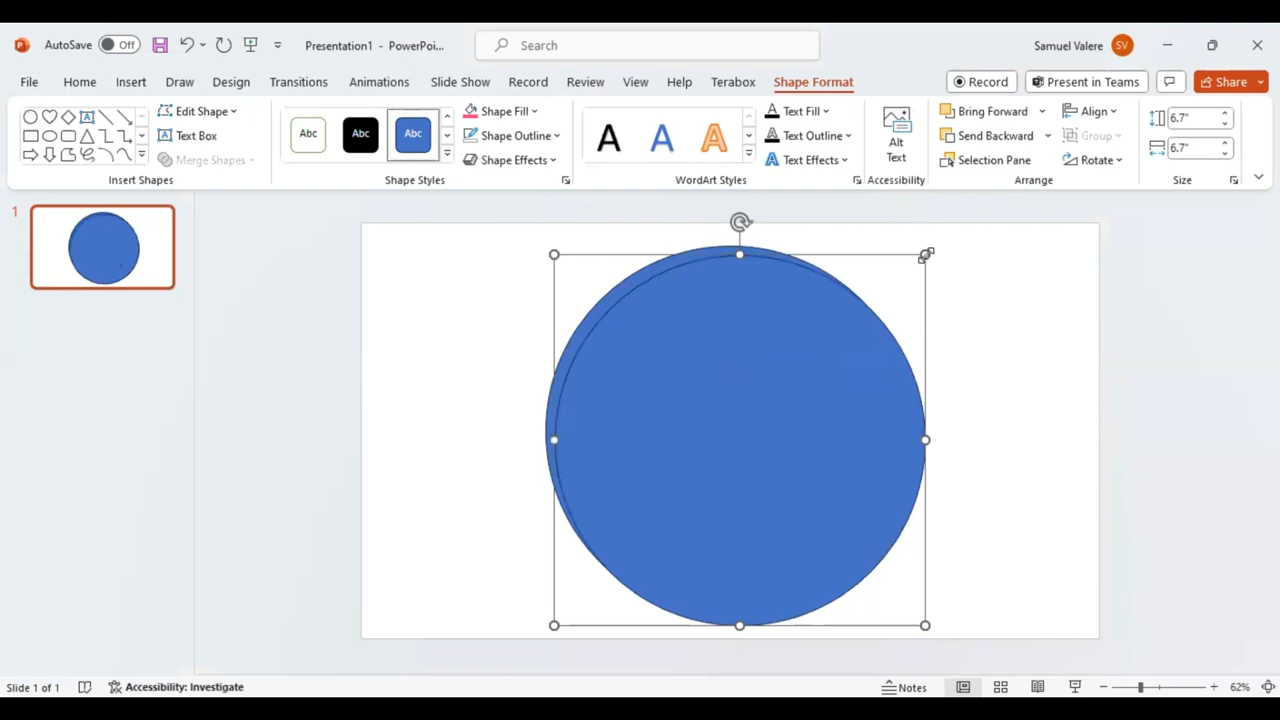 AutoSave Off Presentation1 - PowerPoi... Search Samuel Valere SV
File Home Insert Draw Design Transitions Animations Slide Show Record Review View Help Terabox Shape Format Record Present in Teams Share
Edit Shape
Text Box
Merge Shapes
Insert Shapes
Abc Abc Abc
Shape Fill
Shape Outline
Shape Effects
Shape Styles
A A A
WordArt Styles
Text Fill
Text Outline
Text Effects
Alt
Text
Accessibility
Bring Forward
Send Backward
Selection Pane
Align
Group
Rotate
Arrange
6.7"
6.7"
Size
1
Slide 1 of 1 Accessibility: Investigate Notes 62%